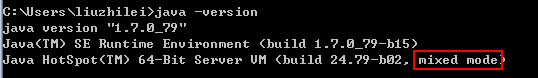 C:\Users\liuzhilei>java -version
java version "1.7.0_79"
Java(TM) SE Runtime Environment (build 1.7.0_79-b15)
Java HotSpot(TM) 64-Bit Server VM (build 24.79-b02, mixed mode)